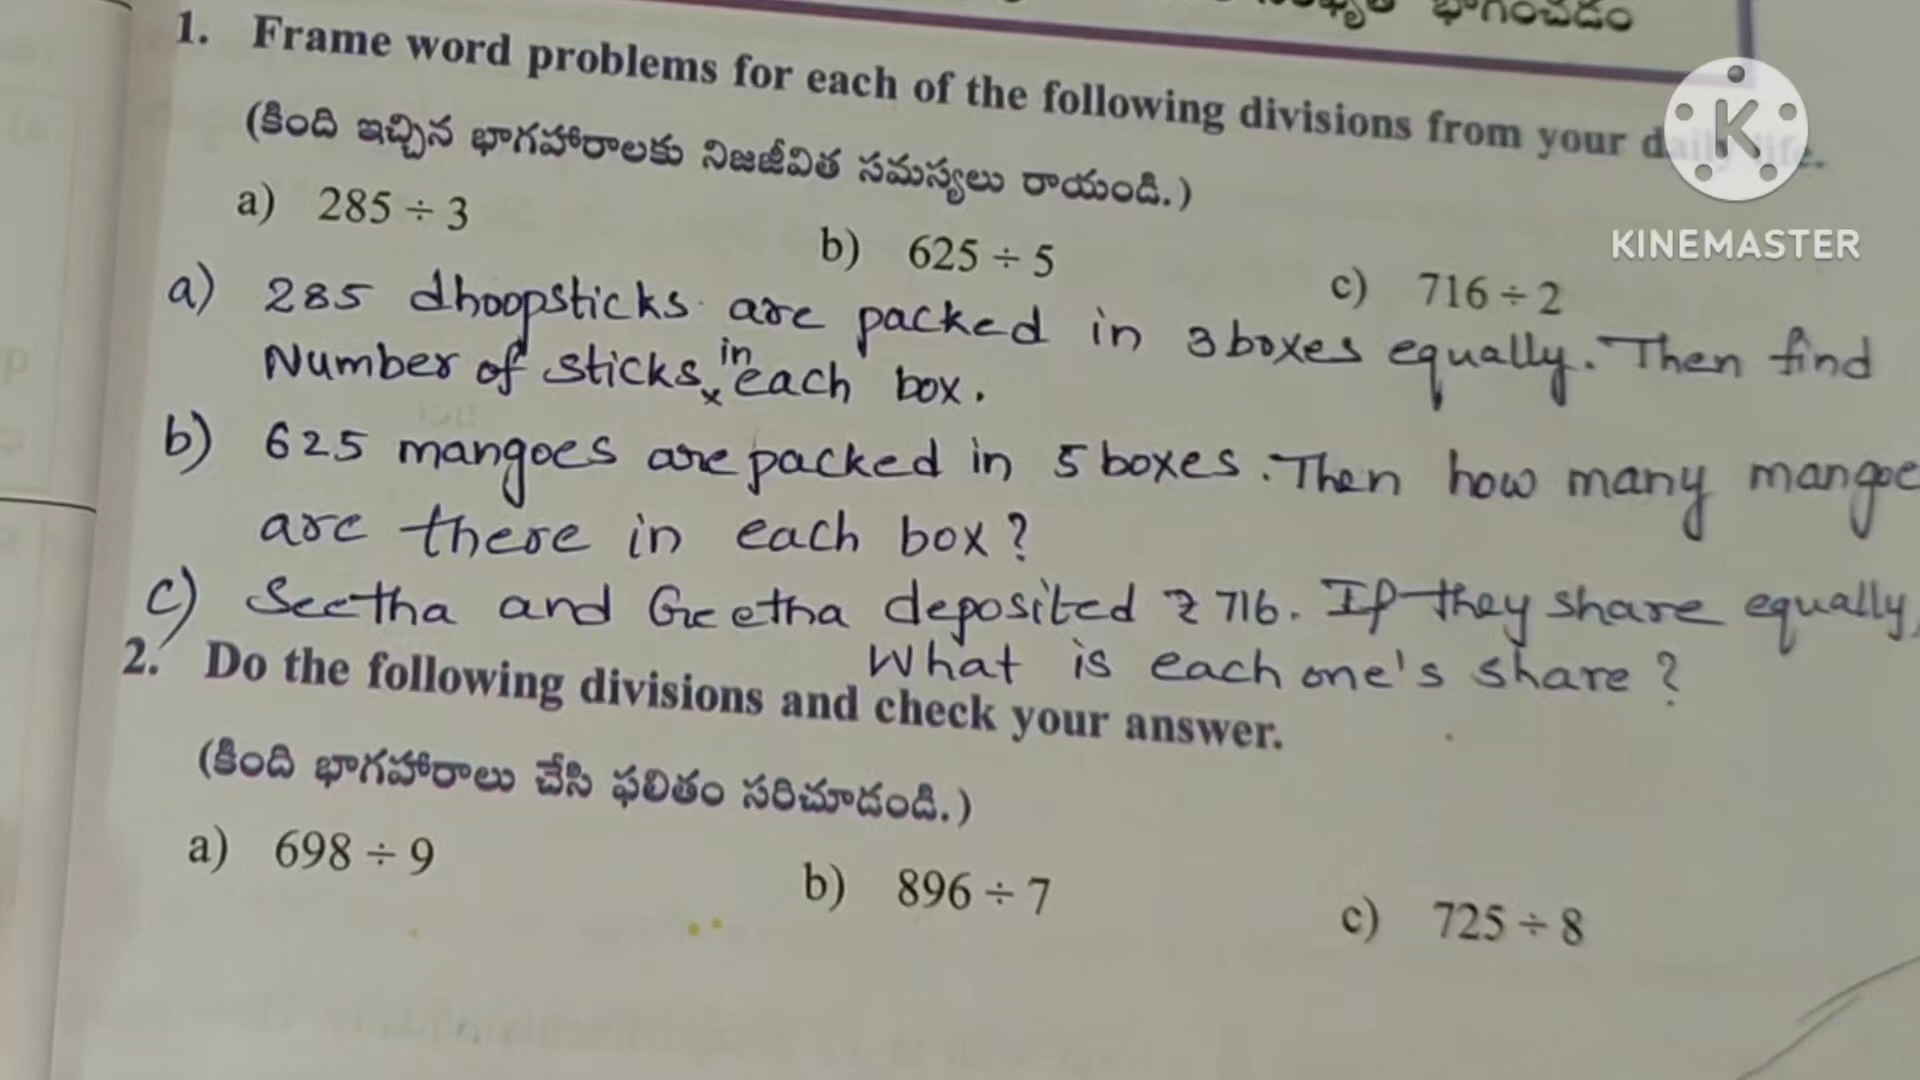 భాగించడం
1. Frame word problems for each of the following divisions from your daily life.
(కింది ఇచ్చిన భాగహారాలకు నిజజీవిత సమస్యలు రాయండి.)
a) 285 ÷ 3 b) 625 ÷ 5 c) 716 ÷ 2
a) 285 dhoopsticks are packed in 3 boxes equally. Then find
Number of sticks in each box.
b) 625 mangoes are packed in 5 boxes. Then how many mangoe
are there in each box?
c) Seetha and Geetha deposited ₹ 716. If they share equally,
What is each one's share?
2. Do the following divisions and check your answer.
(కింది భాగహారాలు చేసి ఫలితం సరిచూడండి.)
a) 698 ÷ 9 b) 896 ÷ 7 c) 725 ÷ 8
K
KINEMASTER